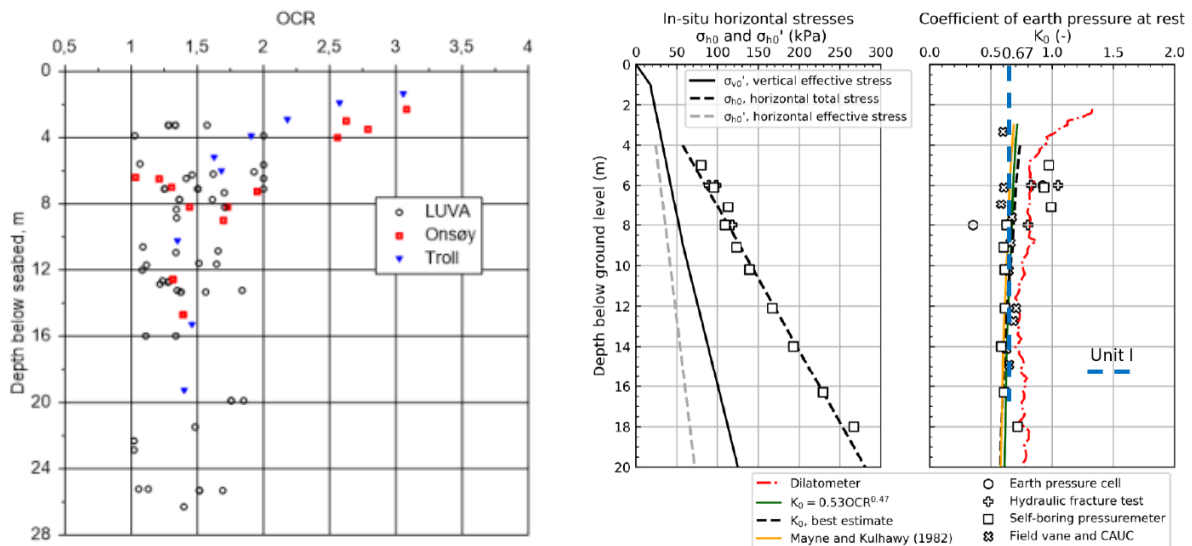 OCR
0,5 1 1,5 2 2,5 3 3,5 4
0
4
8
12
16
20
24
28
Depth below seabed, m
LUVA
Onsøy
Troll
In-situ horizontal stresses
σh0 and σh0' (kPa)
0 50 100 150 200 250 300
0
2
4
6
8
10
12
14
16
18
20
Depth below ground level (m)
σv0', vertical effective stress
σh0, horizontal total stress
σh0', horizontal effective stress
Coefficient of earth pressure at rest
K0 (-)
0.0 0.50.67 1.0 1.5 2.0
Unit I
Dilatometer
K0 = 0.53OCR^0.47
K0, best estimate
Mayne and Kulhawy (1982)
Earth pressure cell
Hydraulic fracture test
Self-boring pressuremeter
Field vane and CAUC